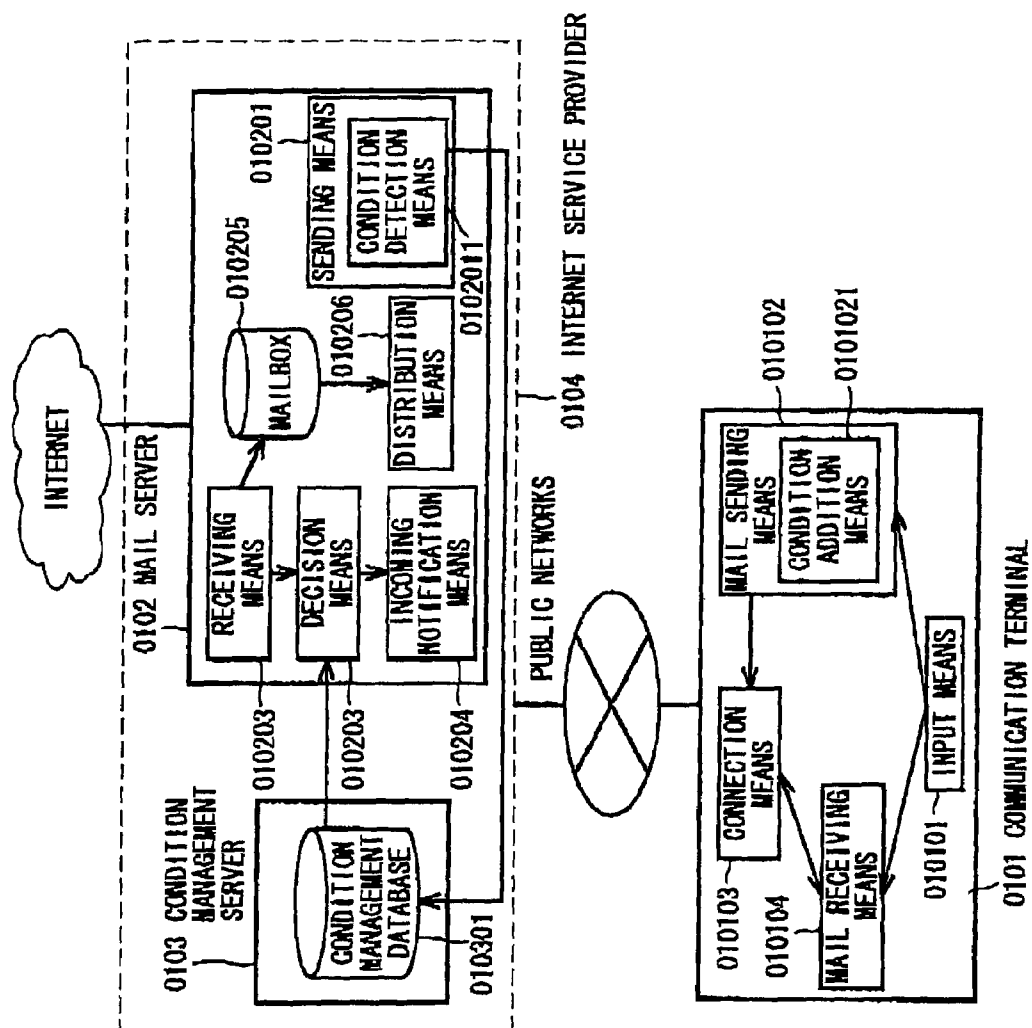 INTERNET
0102 MAIL SERVER
0103 CONDITION
MANAGEMENT
SERVER
RECEIVING
MEANS
010203
DECISION
MEANS
010203
INCOMING
NOTIFICATION
MEANS
010204
MAILBOX
010205
DISTRIBUTION
MEANS
010206
SENDING MEANS
010201
CONDITION
DETECTION
MEANS
0102011
CONDITION
MANAGEMENT
DATABASE
010301
0104 INTERNET SERVICE PROVIDER
PUBLIC NETWORKS
CONNECTION
MEANS
010103
MAIL SENDING
MEANS
010102
CONDITION
ADDITION
MEANS
0101021
MAIL RECEIVING
MEANS
010104
INPUT MEANS
010101
0101 COMMUNICATION TERMINAL